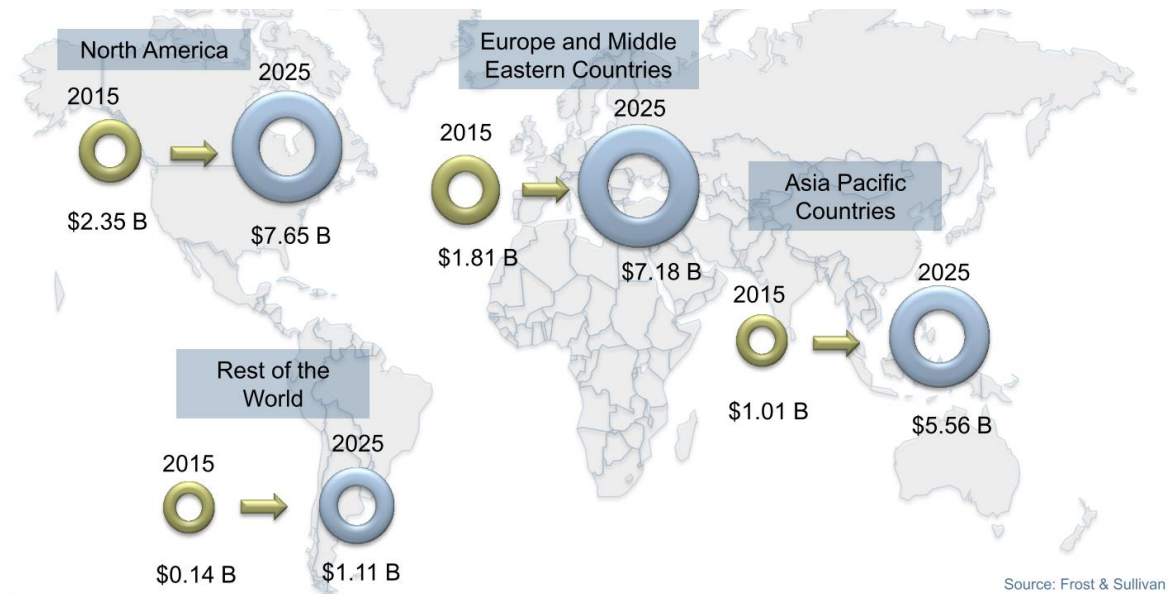 North America
2015
2025
$2.35 B
$7.65 B
Europe and Middle
Eastern Countries
2015
2025
$1.81 B
$7.18 B
Asia Pacific
Countries
2015
2025
$1.01 B
$5.56 B
Rest of the
World
2015
2025
$0.14 B
$1.11 B
Source: Frost & Sullivan